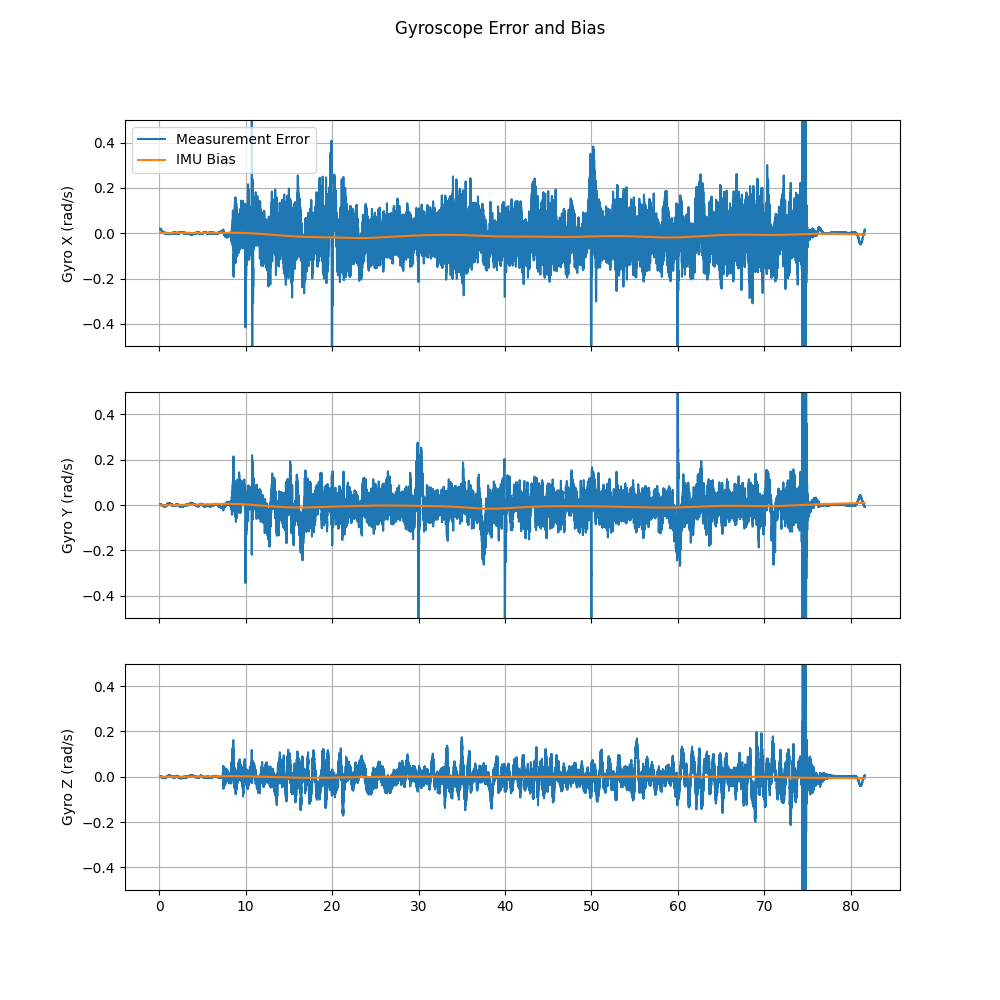 Gyroscope Error and Bias
Measurement Error
IMU Bias
0.4
0.2
0.0
−0.2
−0.4
Gyro X (rad/s)
0.4
0.2
0.0
−0.2
−0.4
Gyro Y (rad/s)
0.4
0.2
0.0
−0.2
−0.4
Gyro Z (rad/s)
0 10 20 30 40 50 60 70 80